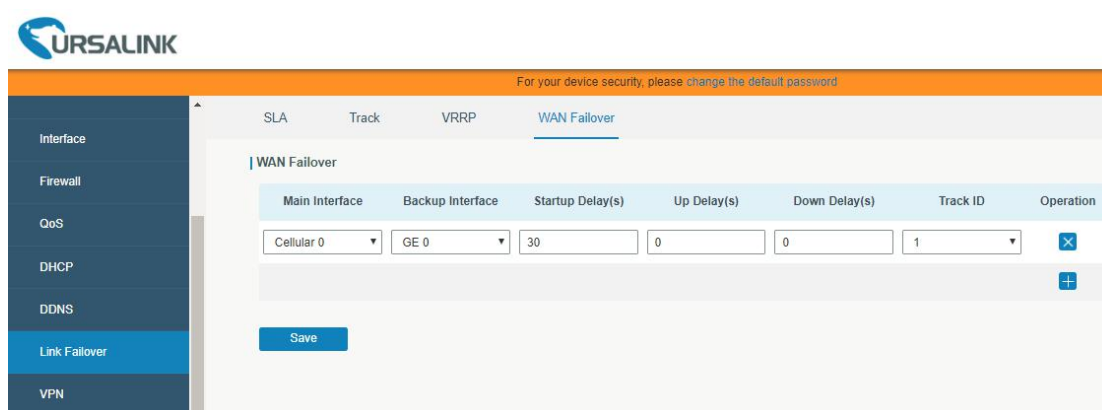 URSALINK
For your device security, please change the default password
SLA Track VRRP WAN Failover
Interface
WAN Failover
Firewall
Main Interface Backup Interface Startup Delay(s) Up Delay(s) Down Delay(s) Track ID Operation
QoS
Cellular 0 GE 0 30 0 0 1
DHCP
DDNS
Save
Link Failover
VPN